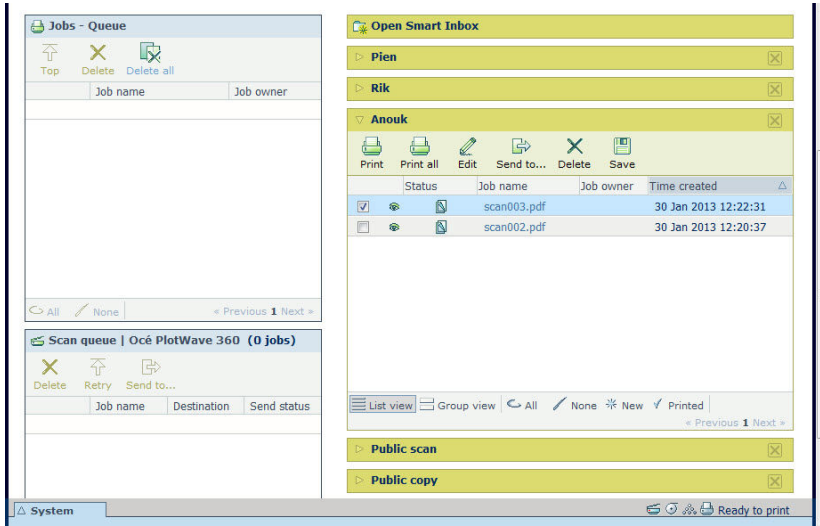 Jobs - Queue
Top Delete Delete all
Job name Job owner
All None « Previous 1 Next »
Scan queue | Océ PlotWave 360 (0 jobs)
Delete Retry Send to...
Job name Destination Send status
Open Smart Inbox
Pien
Rik
Anouk
Print Print all Edit Send to... Delete Save
Status Job name Job owner Time created
scan003.pdf 30 Jan 2013 12:22:31
scan002.pdf 30 Jan 2013 12:20:37
List view Group view All None New Printed
« Previous 1 Next »
Public scan
Public copy
System Ready to print